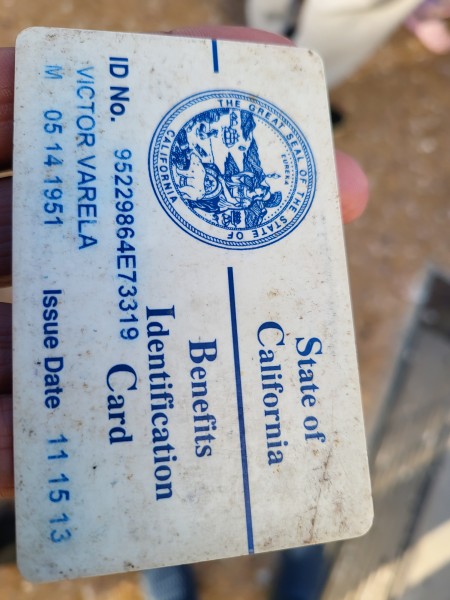 State of
California
Benefits
Identification
Card
THE GREAT SEAL OF THE STATE OF CALIFORNIA
EUREKA
ID No. 95229864E73319
VICTOR VARELA
M 05 14 1951 Issue Date 11 15 13